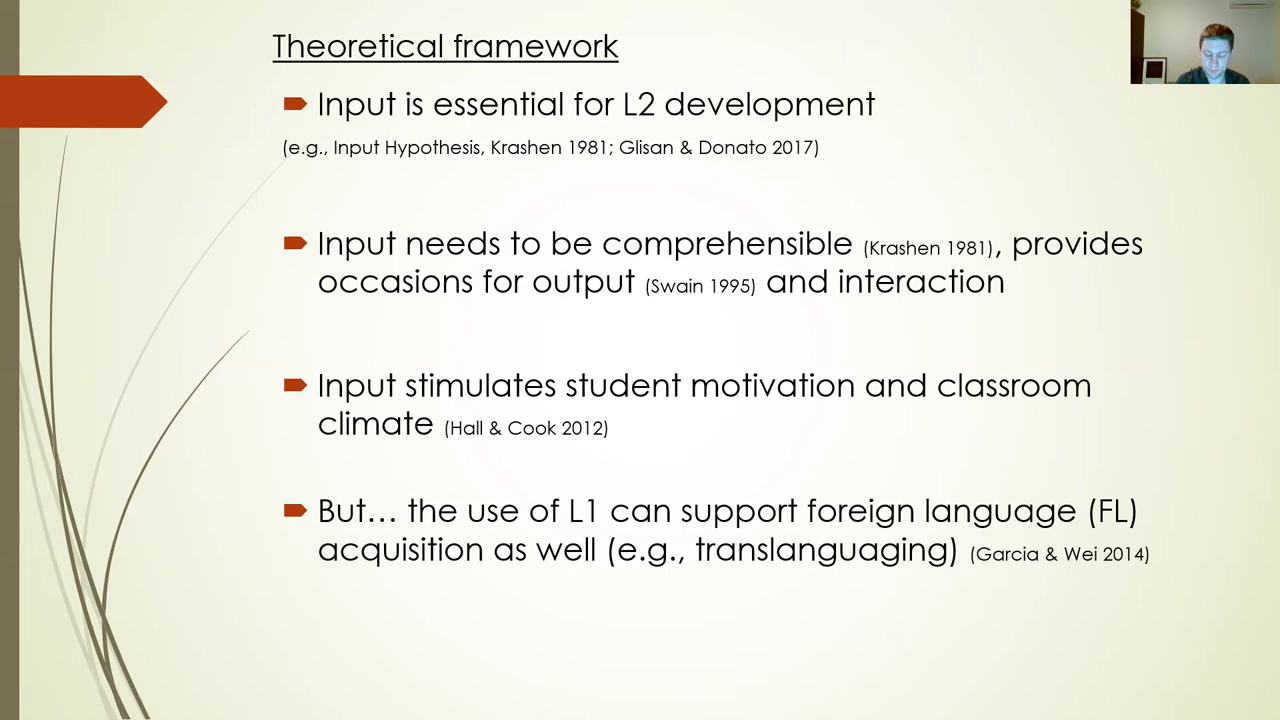 Theoretical framework
Input is essential for L2 development
(e.g., Input Hypothesis, Krashen 1981; Glisan & Donato 2017)
Input needs to be comprehensible (Krashen 1981), provides
occasions for output (Swain 1995) and interaction
Input stimulates student motivation and classroom
climate (Hall & Cook 2012)
But… the use of L1 can support foreign language (FL)
acquisition as well (e.g., translanguaging) (Garcia & Wei 2014)